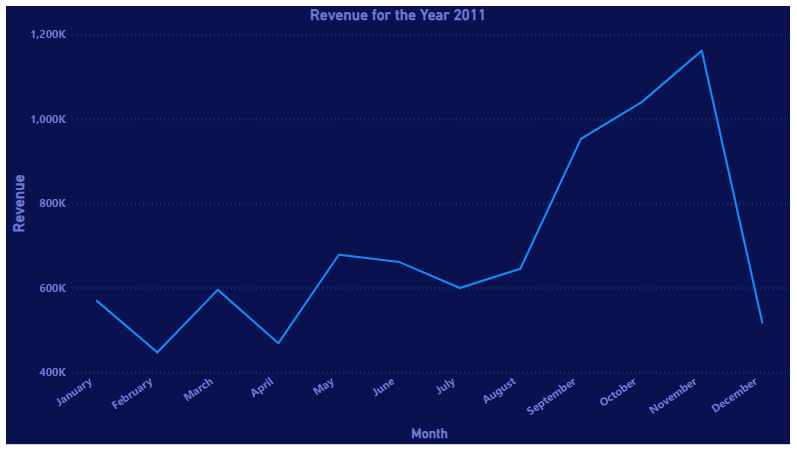 Revenue for the Year 2011
1,200K
1,000K
800K
600K
400K
Revenue
January
February
March
April
May
June
July
August
September
October
November
December
Month